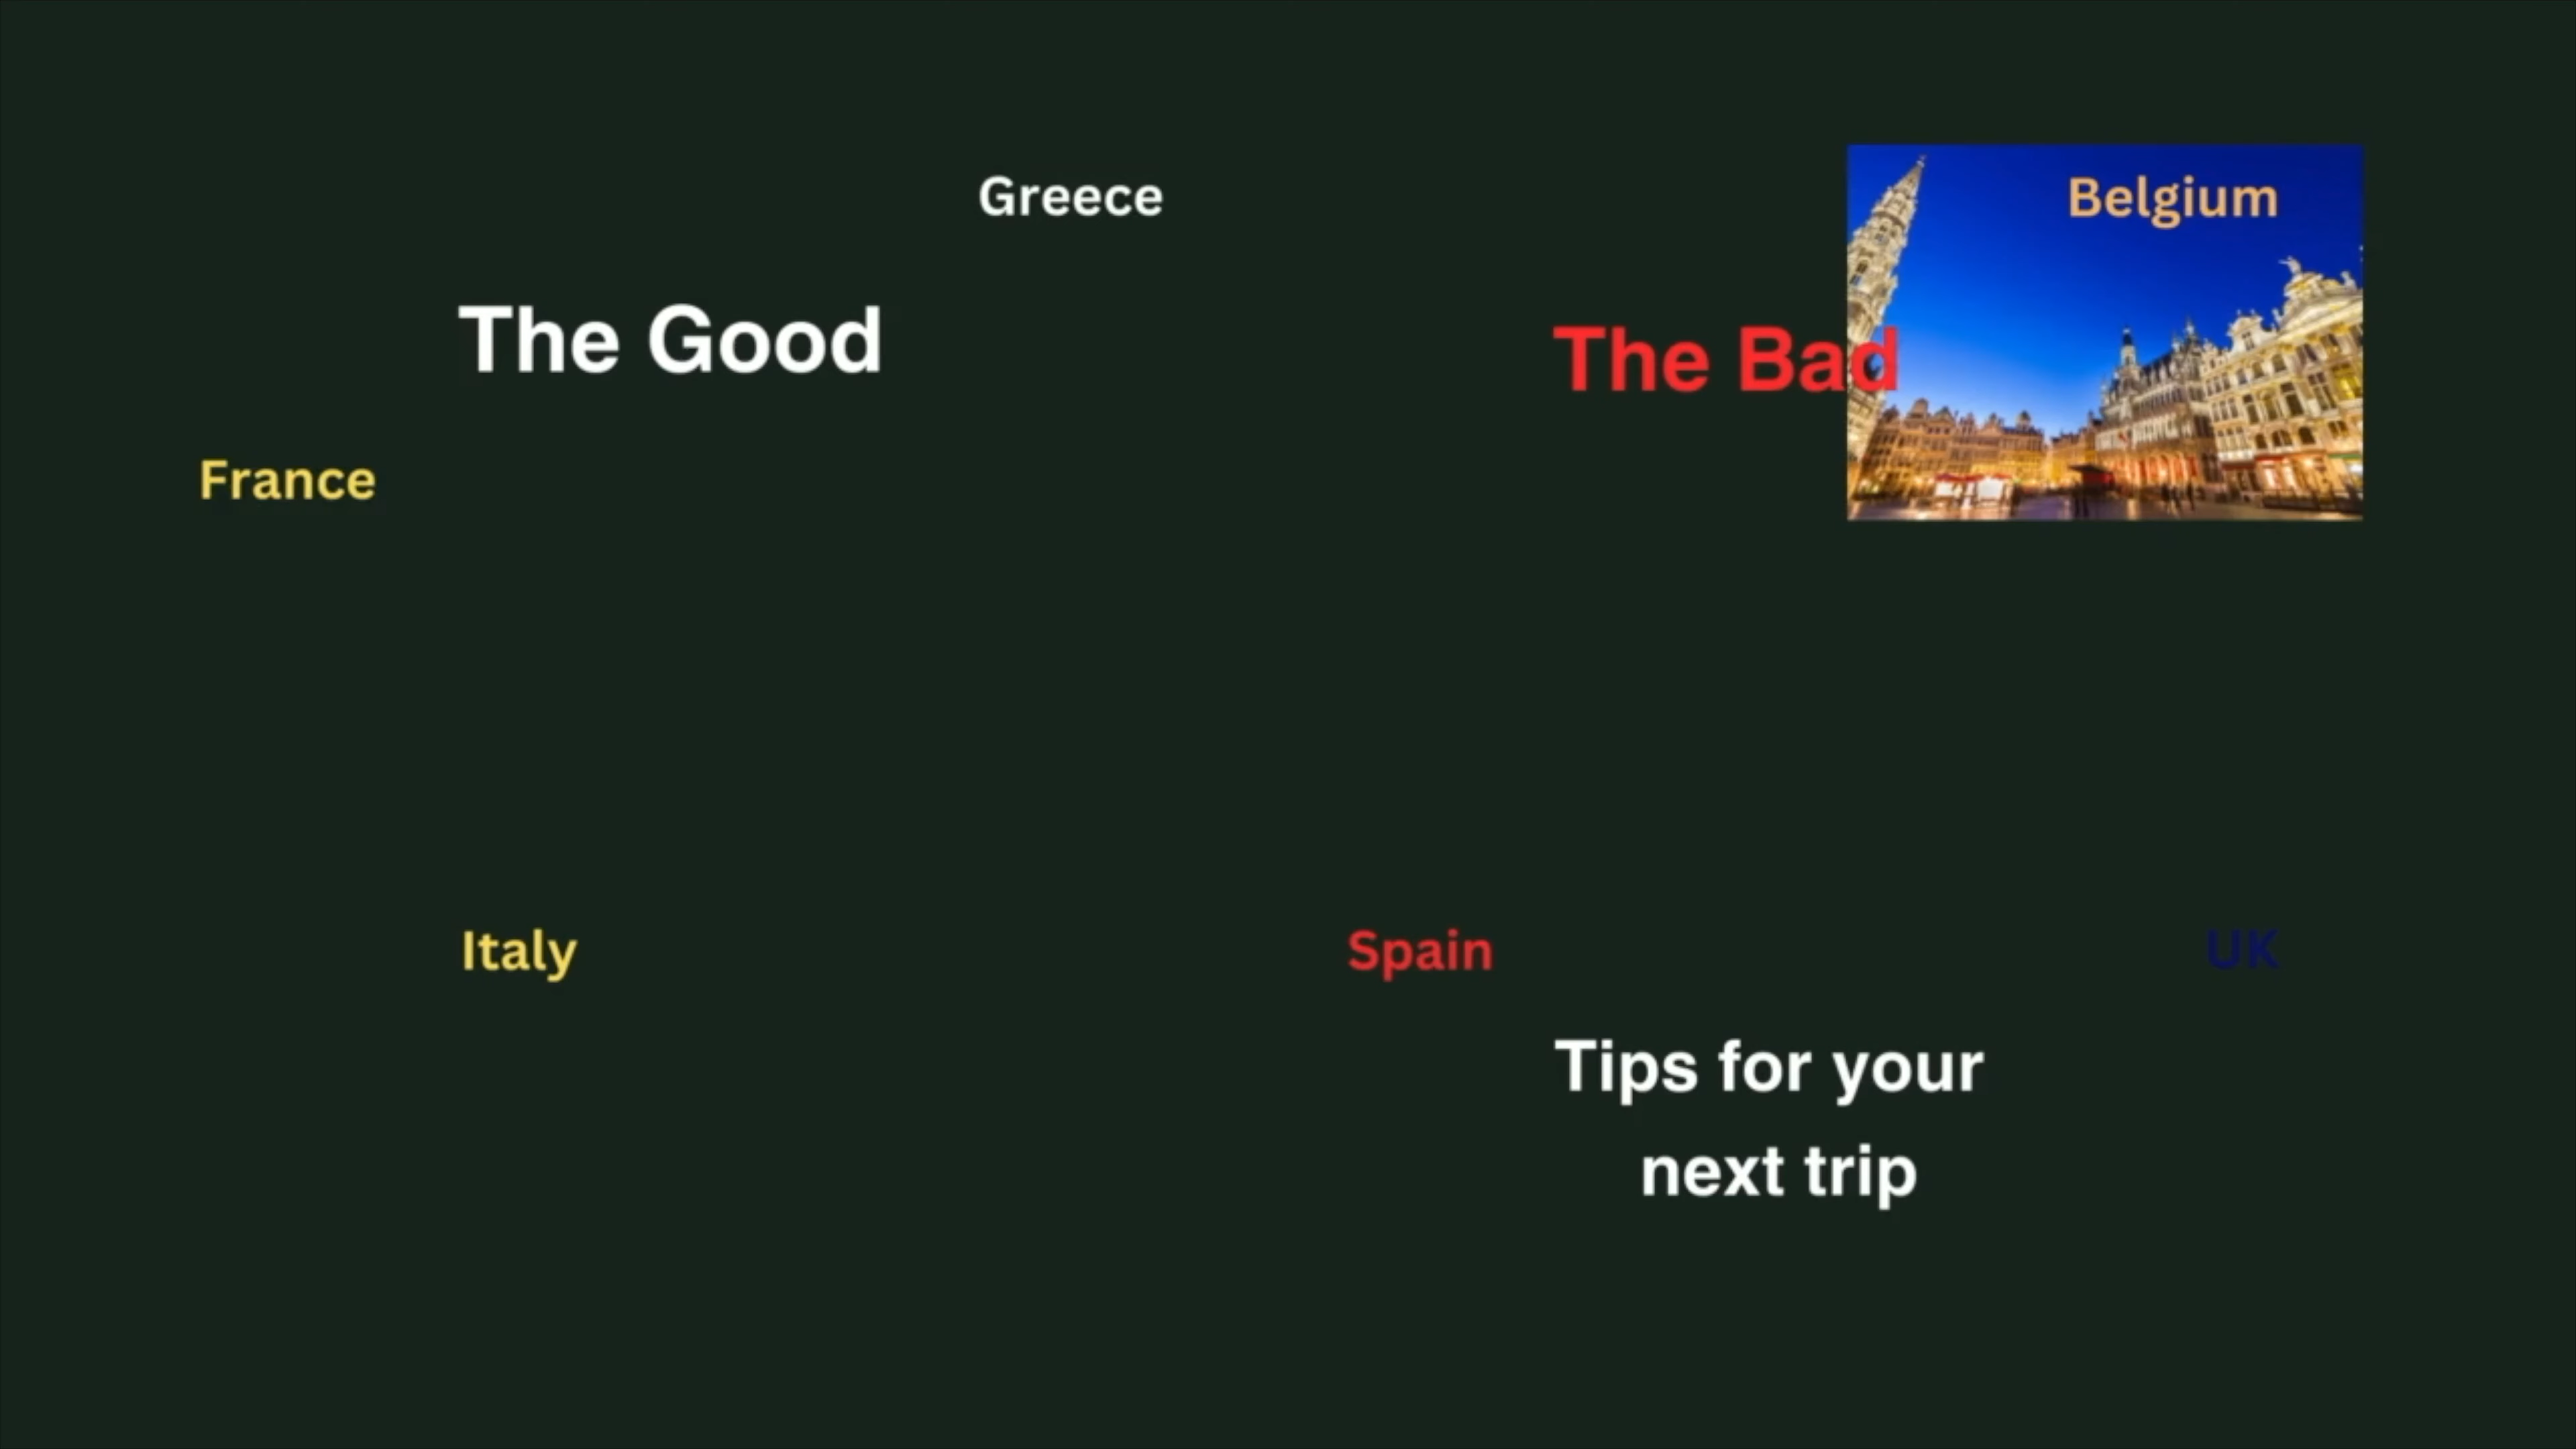 Greece
Belgium
The Good
The Bad
France
Italy
Spain
UK
Tips for your
next trip